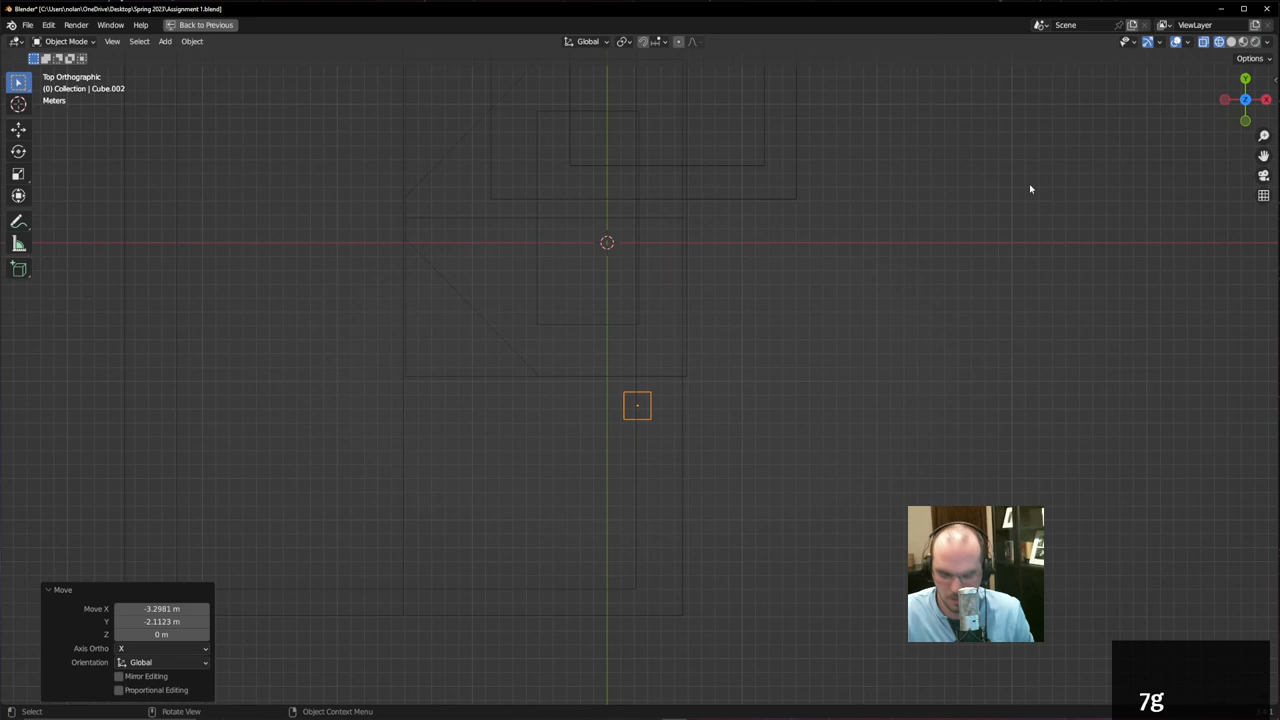 Blender* [C:\Users\nolan\OneDrive\Desktop\Spring 2023\Assignment 1.blend]
File Edit Render Window Help Back to Previous Scene ViewLayer
Object Mode View Select Add Object Global
Options
Top Orthographic
(0) Collection | Cube.002
Meters
Y
Z
X
Move
Move X -3.2981 m
Y -2.1123 m
Z 0 m
Axis Ortho X
Orientation Global
Mirror Editing
Proportional Editing
7g
Select Rotate View Object Context Menu